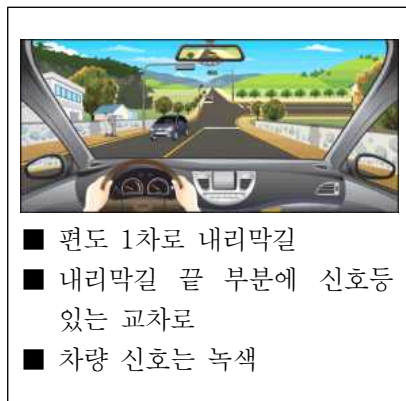 ■ 편도 1차로 내리막길
■ 내리막길 끝 부분에 신호등
있는 교차로
■ 차량 신호는 녹색